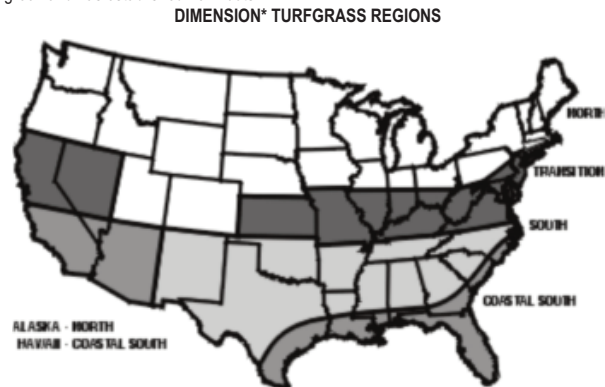 DIMENSION* TURFGRASS REGIONS
NORTH
TRANSITION
SOUTH
COASTAL SOUTH
ALASKA - NORTH
HAWAII - COASTAL SOUTH